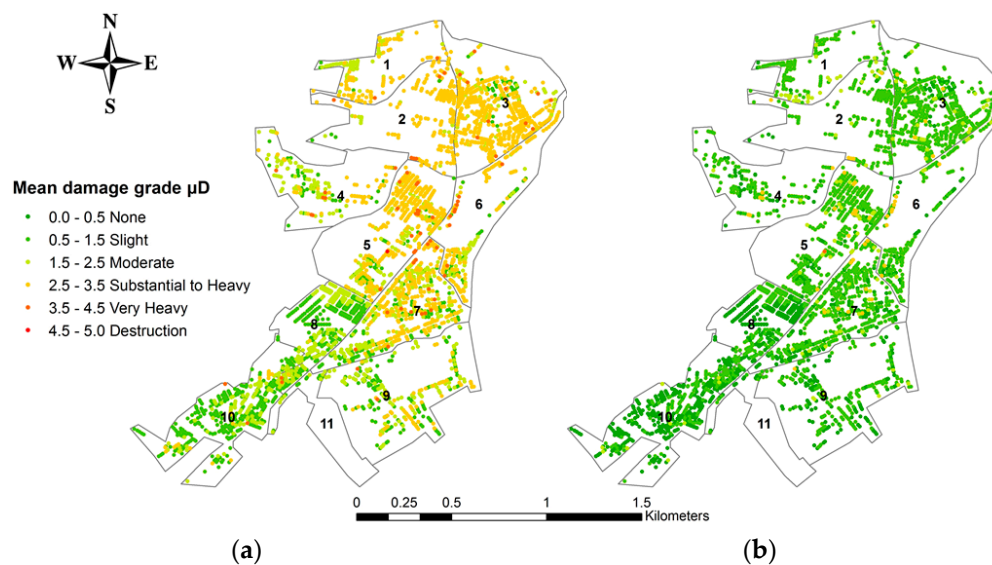 N
W E
S
Mean damage grade µD
0.0 - 0.5 None
0.5 - 1.5 Slight
1.5 - 2.5 Moderate
2.5 - 3.5 Substantial to Heavy
3.5 - 4.5 Very Heavy
4.5 - 5.0 Destruction
1
2
3
4
5
6
7
8
9
10
11
1
2
3
4
5
6
7
8
9
10
11
0 0.25 0.5 1 1.5
Kilometers
(a) (b)